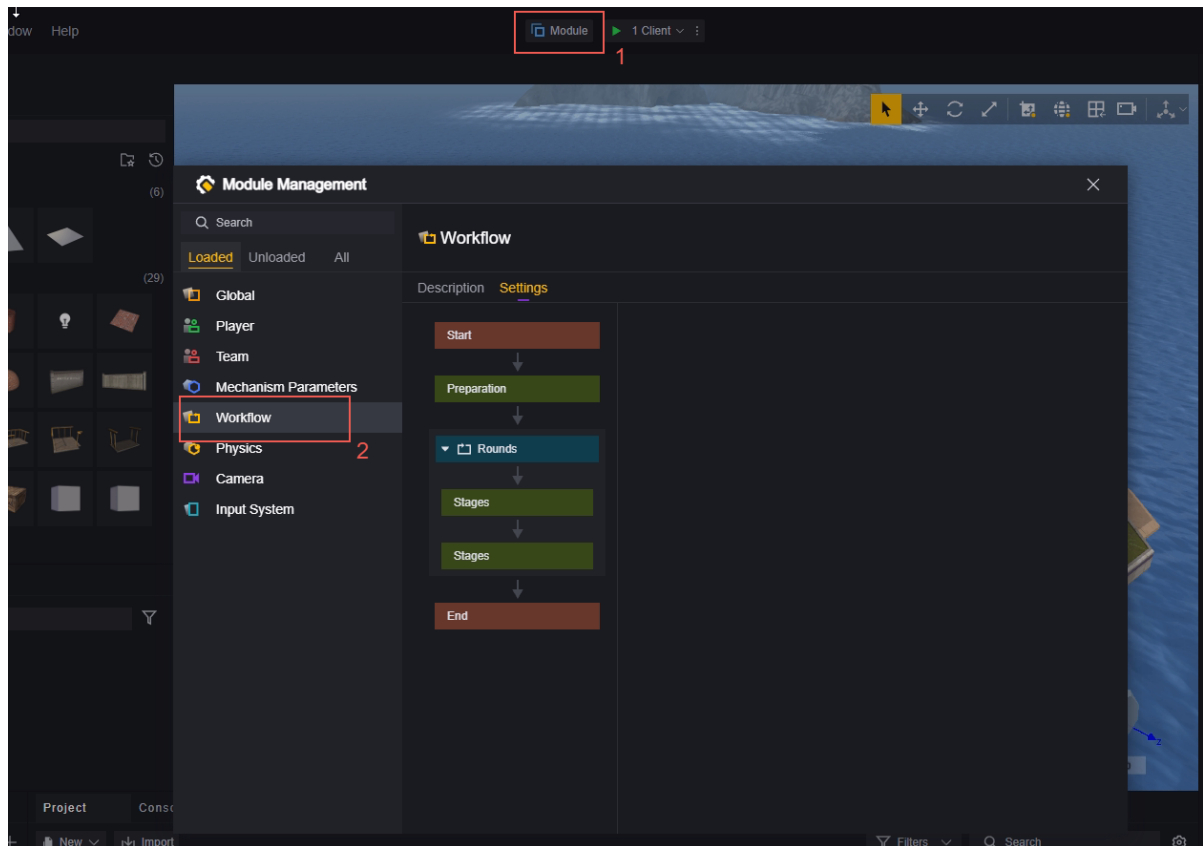 dow Help
Module
1 Client
1
(6)
Module Management
Search
Loaded Unloaded All
(29)
Global
Player
Team
Mechanism Parameters
Workflow
2
Physics
Camera
Input System
Workflow
Description Settings
Start
Preparation
Rounds
Stages
Stages
End
z
Project Conso
New Import
Filters Search